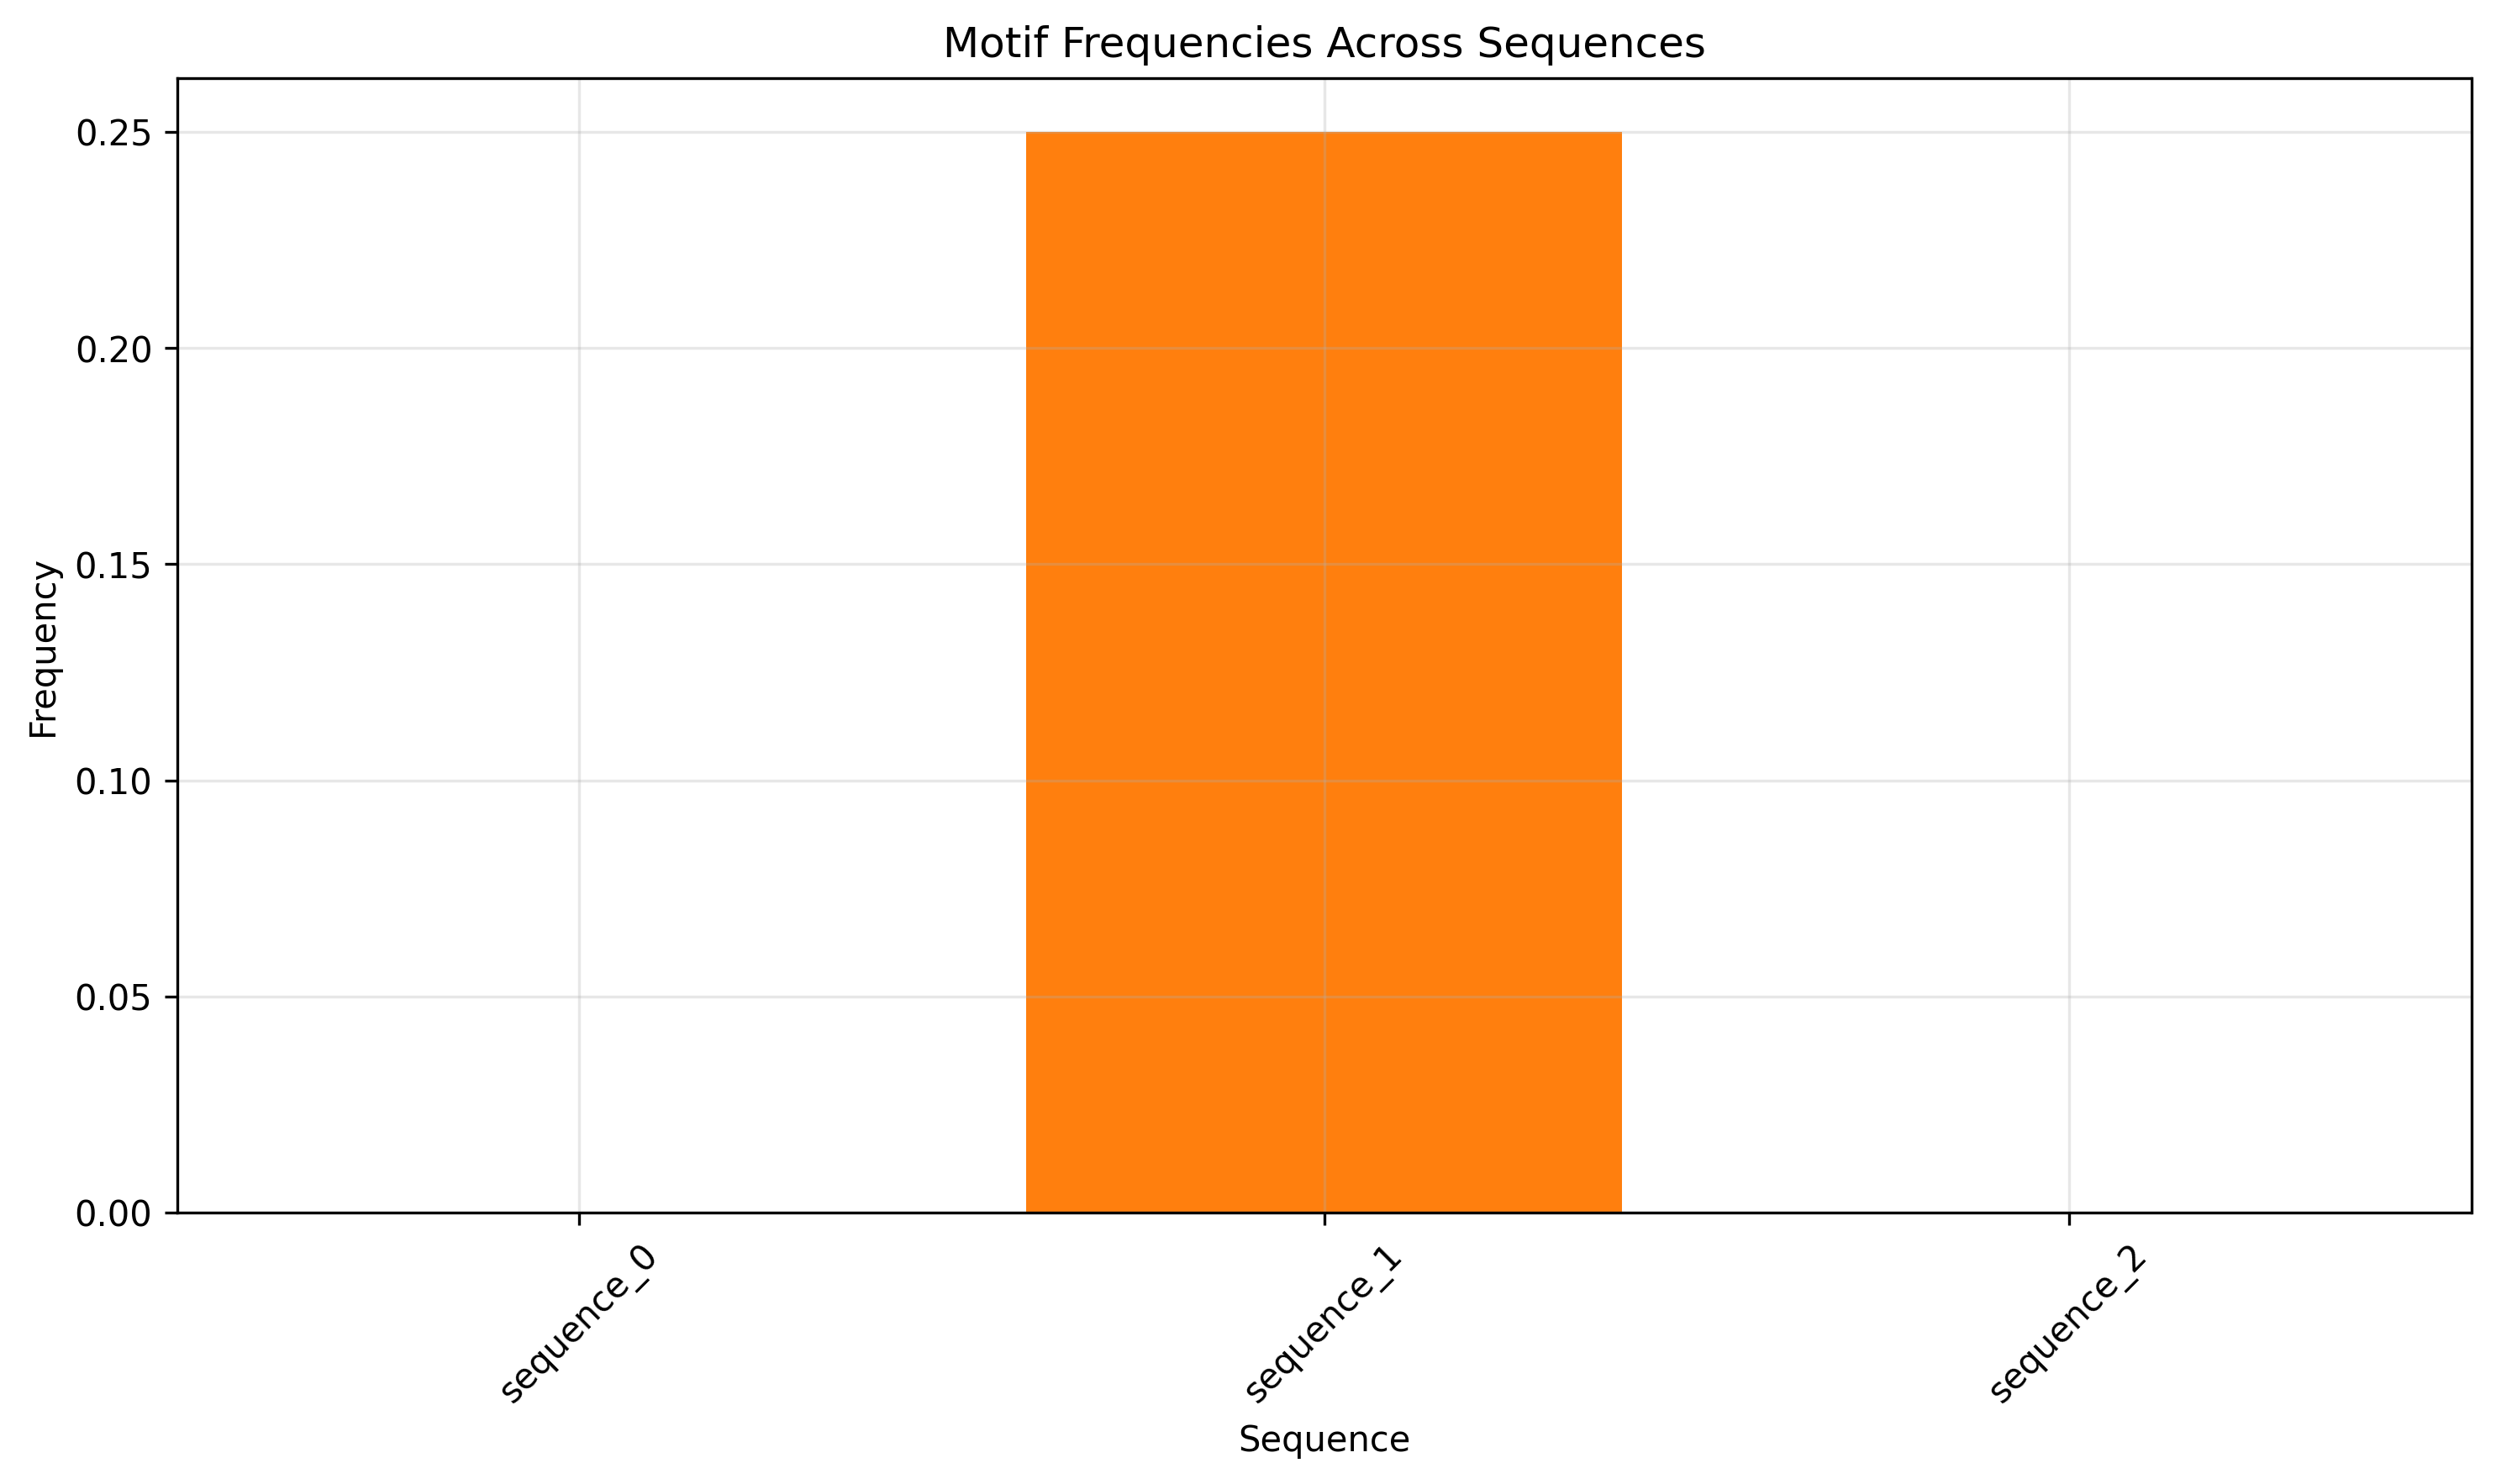 Motif Frequencies Across Sequences
Frequency
0.25
0.20
0.15
0.10
0.05
0.00
sequence_0
sequence_1
sequence_2
Sequence